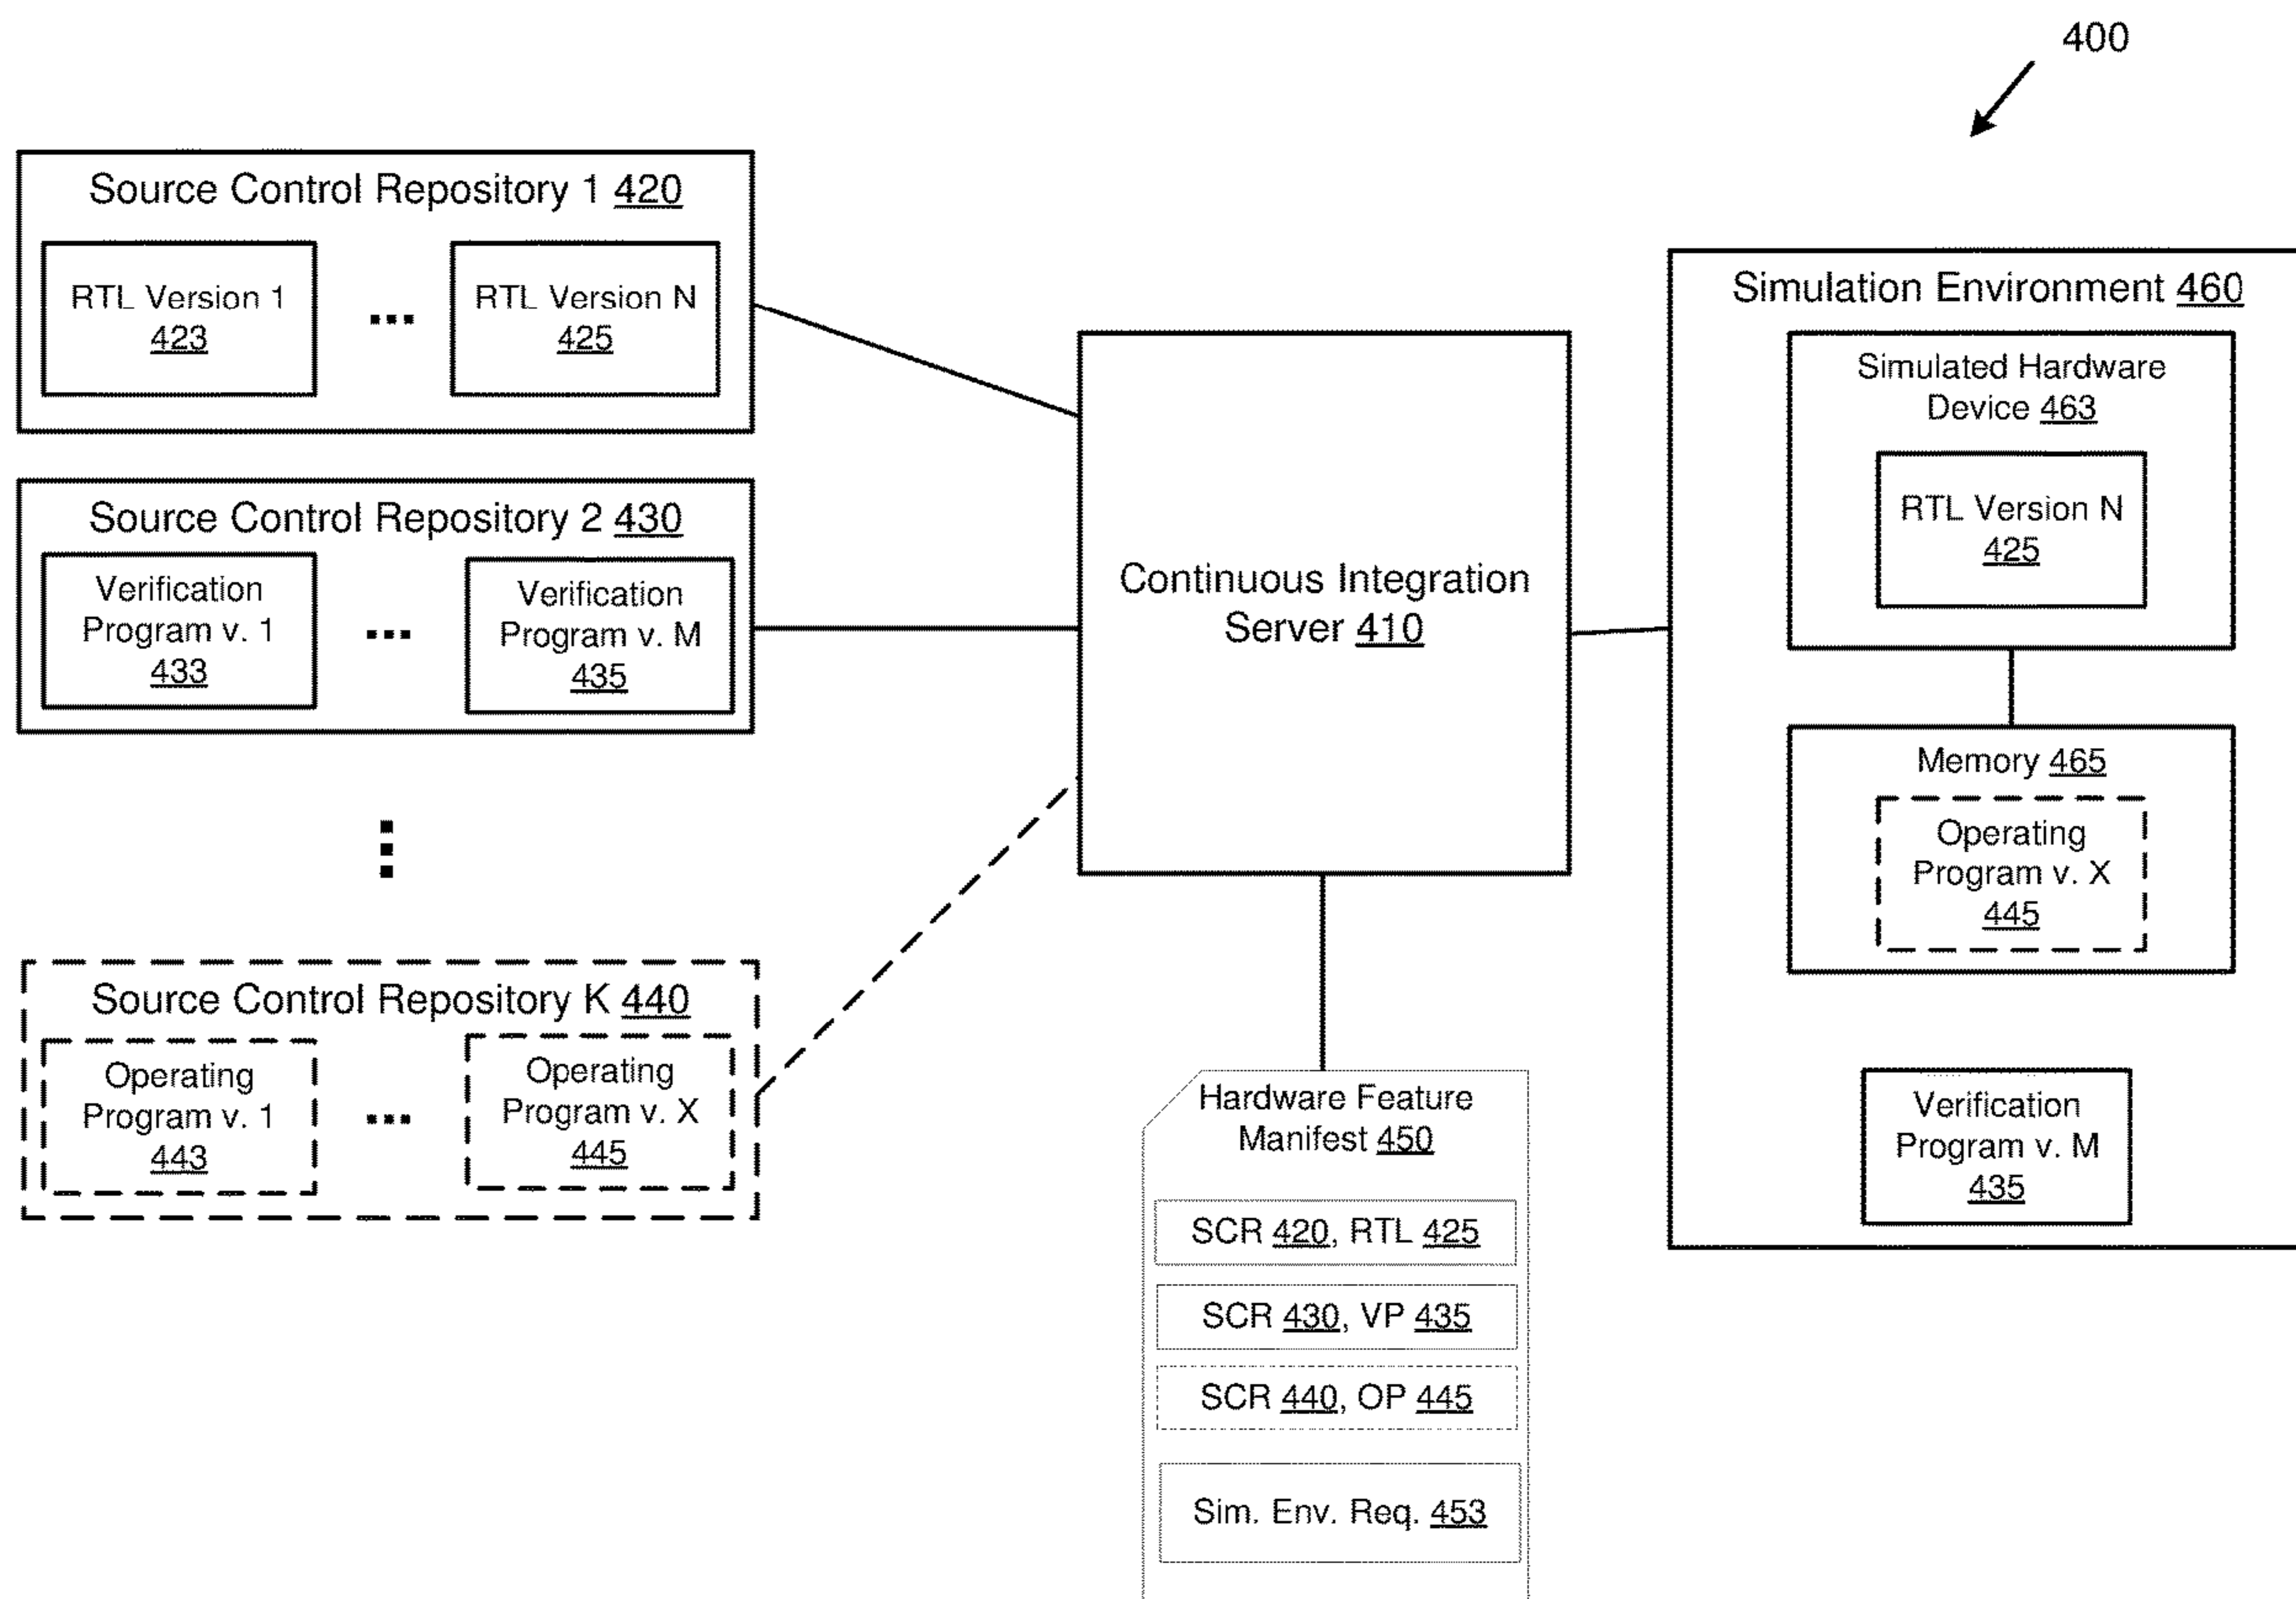 400
Source Control Repository 1 420
RTL Version 1
423
...
RTL Version N
425
Source Control Repository 2 430
Verification
Program v. 1
433
...
Verification
Program v. M
435
Source Control Repository K 440
Operating
Program v. 1
443
...
Operating
Program v. X
445
Continuous Integration
Server 410
Hardware Feature
Manifest 450
SCR 420, RTL 425
SCR 430, VP 435
SCR 440, OP 445
Sim. Env. Req. 453
Simulation Environment 460
Simulated Hardware
Device 463
RTL Version N
425
Memory 465
Operating
Program v. X
445
Verification
Program v. M
435